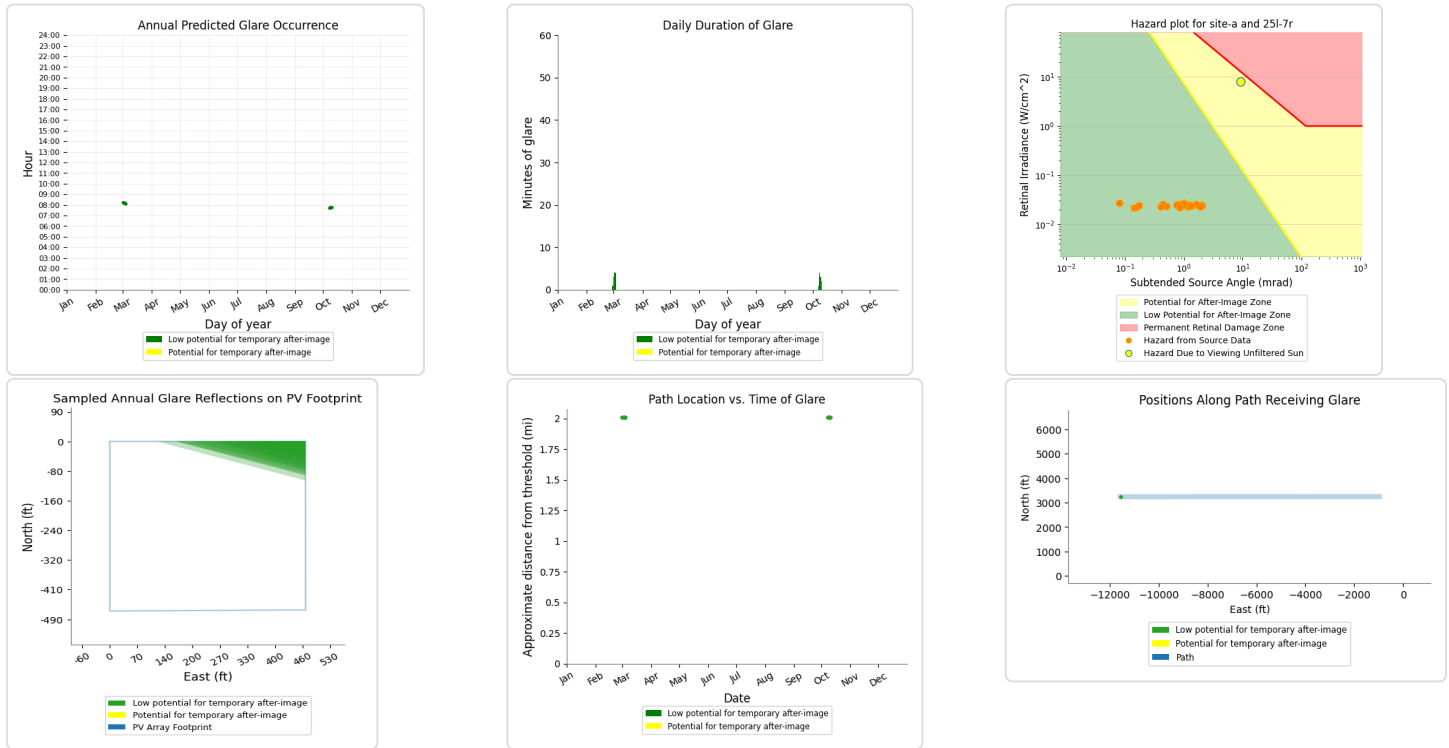 Annual Predicted Glare Occurrence
24:00
23:00
22:00
21:00
20:00
19:00
18:00
17:00
16:00
15:00
14:00
13:00
12:00
11:00
10:00
09:00
08:00
07:00
06:00
05:00
04:00
03:00
02:00
01:00
00:00
Hour
Jan Feb Mar Apr May Jun Jul Aug Sep Oct Nov Dec
Day of year
Low potential for temporary after-image
Potential for temporary after-image
Daily Duration of Glare
60
50
40
30
20
10
0
Minutes of glare
Jan Feb Mar Apr May Jun Jul Aug Sep Oct Nov Dec
Day of year
Low potential for temporary after-image
Potential for temporary after-image
Hazard plot for site-a and 25l-7r
10^1
10^0
10^−1
10^−2
Retinal Irradiance (W/cm^2)
10^−2 10^−1 10^0 10^1 10^2 10^3
Subtended Source Angle (mrad)
Potential for After-Image Zone
Low Potential for After-Image Zone
Permanent Retinal Damage Zone
Hazard from Source Data
Hazard Due to Viewing Unfiltered Sun
Sampled Annual Glare Reflections on PV Footprint
90
0
-80
-160
-240
-320
-410
-490
North (ft)
-60 0 70 140 200 270 330 400 460 530
East (ft)
Low potential for temporary after-image
Potential for temporary after-image
PV Array Footprint
Path Location vs. Time of Glare
2
1.75
1.5
1.25
1
0.75
0.5
0.25
0
Approximate distance from threshold (mi)
Jan Feb Mar Apr May Jun Jul Aug Sep Oct Nov Dec
Date
Low potential for temporary after-image
Potential for temporary after-image
Positions Along Path Receiving Glare
6000
5000
4000
3000
2000
1000
0
North (ft)
−12000 −10000 −8000 −6000 −4000 −2000 0
East (ft)
Low potential for temporary after-image
Potential for temporary after-image
Path